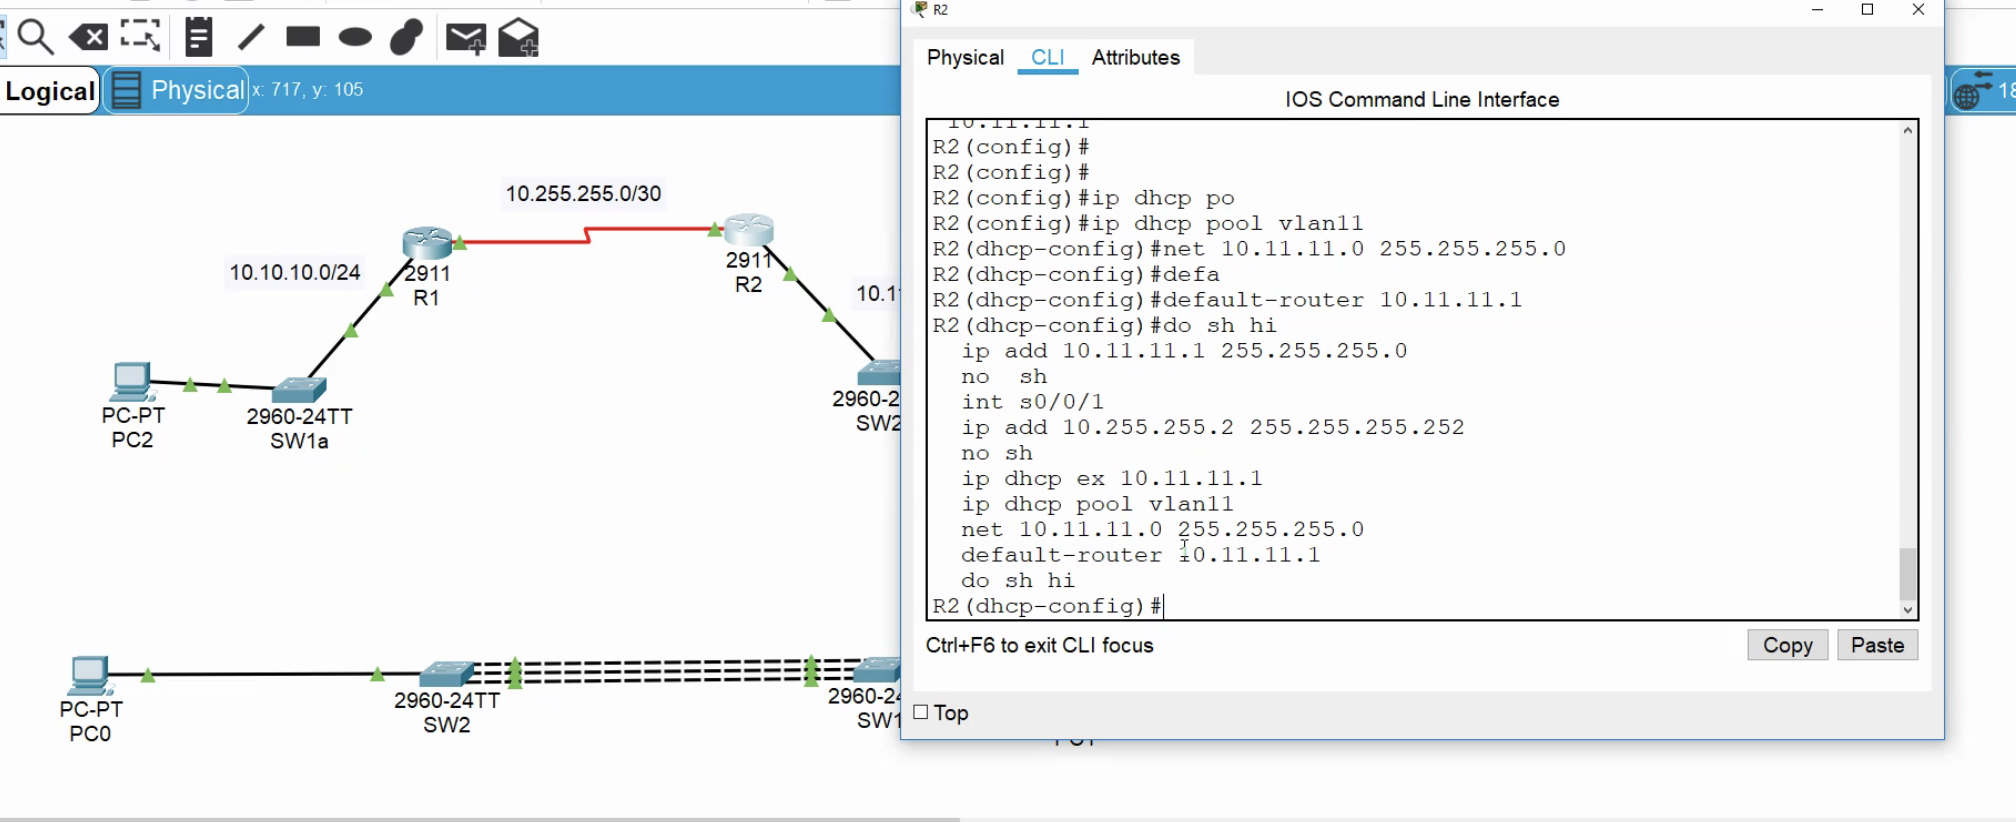 R2
Physical CLI Attributes
Logical
Physical x: 717, y: 105
18
IOS Command Line Interface
10.11.11.1
R2(config)#
R2(config)#
R2(config)#ip dhcp po
R2(config)#ip dhcp pool vlan11
R2(dhcp-config)#net 10.11.11.0 255.255.255.0
R2(dhcp-config)#defa
R2(dhcp-config)#default-router 10.11.11.1
R2(dhcp-config)#do sh hi
ip add 10.11.11.1 255.255.255.0
no  sh
int s0/0/1
ip add 10.255.255.2 255.255.255.252
no sh
ip dhcp ex 10.11.11.1
ip dhcp pool vlan11
net 10.11.11.0 255.255.255.0
default-router 10.11.11.1
do sh hi
R2(dhcp-config)#
Ctrl+F6 to exit CLI focus
Copy Paste
Top
10.255.255.0/30
10.10.10.0/24
2911
R1
2911
R2
10.1
PC-PT
PC2
2960-24TT
SW1a
2960-2
SW2
PC-PT
PC0
2960-24TT
SW2
2960-24
SW1